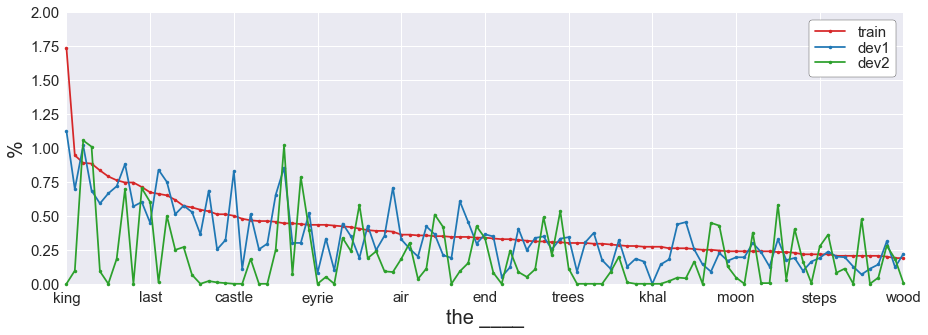 2.00
1.75
1.50
1.25
1.00
0.75
0.50
0.25
0.00
%
train
dev1
dev2
king last castle eyrie air end trees khal moon steps wood
the ____